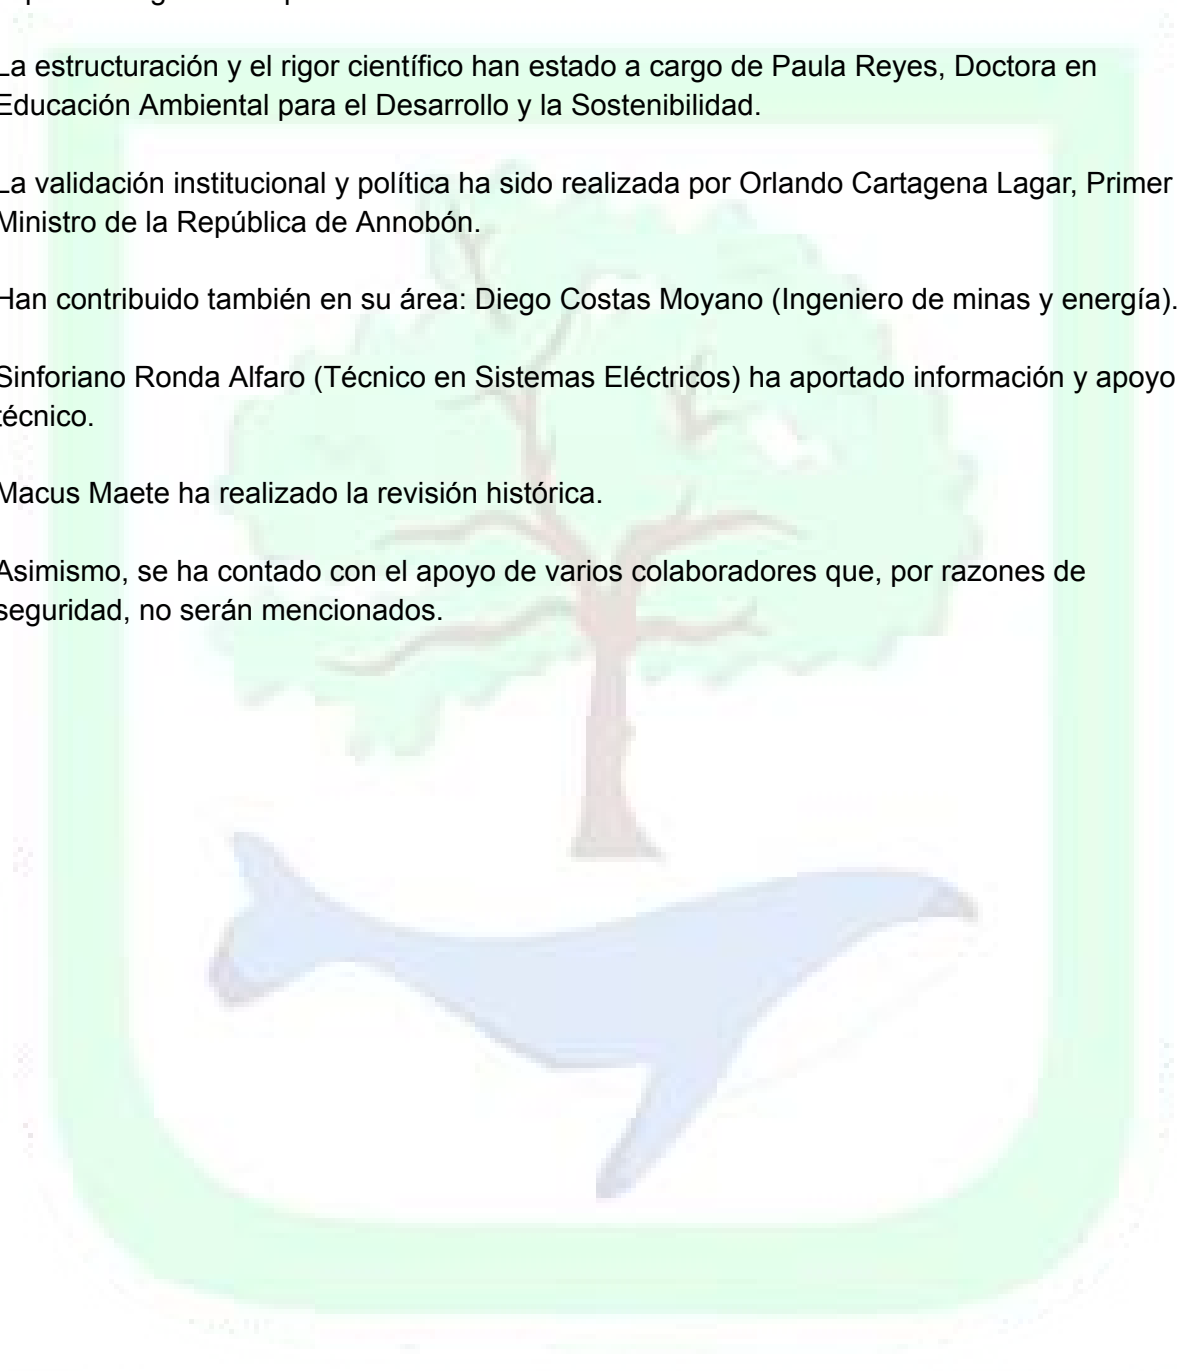 La estructuración y el rigor científico han estado a cargo de Paula Reyes, Doctora en
Educación Ambiental para el Desarrollo y la Sostenibilidad.
La validación institucional y política ha sido realizada por Orlando Cartagena Lagar, Primer
Ministro de la República de Annobón.
Han contribuido también en su área: Diego Costas Moyano (Ingeniero de minas y energía).
Sinforiano Ronda Alfaro (Técnico en Sistemas Eléctricos) ha aportado información y apoyo
técnico.
Macus Maete ha realizado la revisión histórica.
Asimismo, se ha contado con el apoyo de varios colaboradores que, por razones de
seguridad, no serán mencionados.